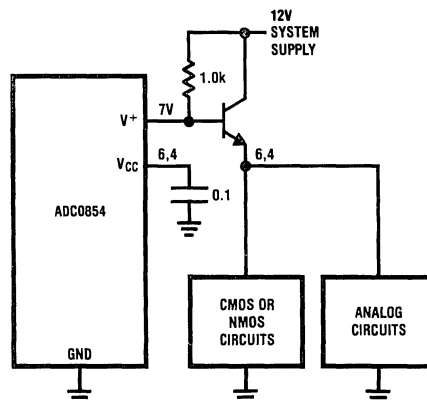 12V
SYSTEM
SUPPLY
1.0k
V+
7V
VCC
6,4
6,4
0.1
ADC0854
CMOS OR
NMOS
CIRCUITS
ANALOG
CIRCUITS
GND